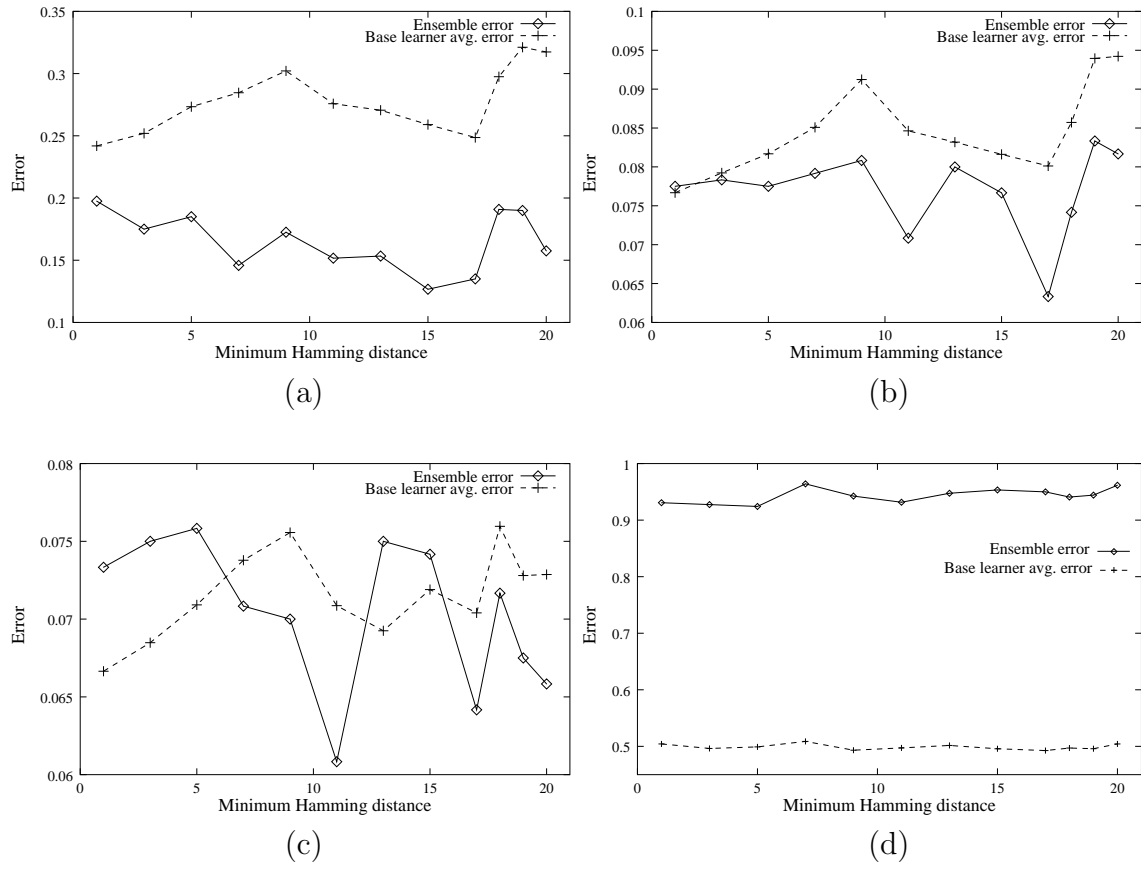 0.35
0.3
0.25
0.2
0.15
0.1
0
5
10
15
20
Error
Minimum Hamming distance
Ensemble error
Base learner avg. error
(a)
0.1
0.095
0.09
0.085
0.08
0.075
0.07
0.065
0.06
0
5
10
15
20
Error
Minimum Hamming distance
Ensemble error
Base learner avg. error
(b)
0.08
0.075
0.07
0.065
0.06
0
5
10
15
20
Error
Minimum Hamming distance
Ensemble error
Base learner avg. error
(c)
1
0.9
0.8
0.7
0.6
0.5
0
5
10
15
20
Error
Minimum Hamming distance
Ensemble error
Base learner avg. error
(d)